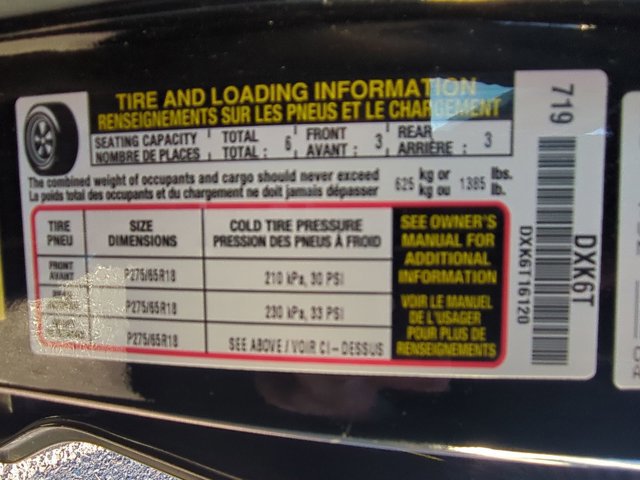 TIRE AND LOADING INFORMATION
RENSEIGNEMENTS SUR LES PNEUS ET LE CHARGEMENT
SEATING CAPACITY TOTAL 6 FRONT 3 REAR 3
NOMBRE DE PLACES TOTAL : AVANT : ARRIÈRE :
The combined weight of occupants and cargo should never exceed 625 kg or 1385 lbs.
Le poids total des occupants et du chargement ne doit jamais dépasser kg ou lb.
TIRE SIZE COLD TIRE PRESSURE
PNEU DIMENSIONS PRESSION DES PNEUS À FROID
FRONT
AVANT P275/65R18 210 kPa, 30 PSI
P275/65R18 230 kPa, 33 PSI
P275/65R18 SEE ABOVE / VOIR CI-DESSUS
SEE OWNER'S
MANUAL FOR
ADDITIONAL
INFORMATION
VOIR LE MANUEL
DE L'USAGER
POUR PLUS DE
RENSEIGNEMENTS
719
DXK6T16120
DXK6T